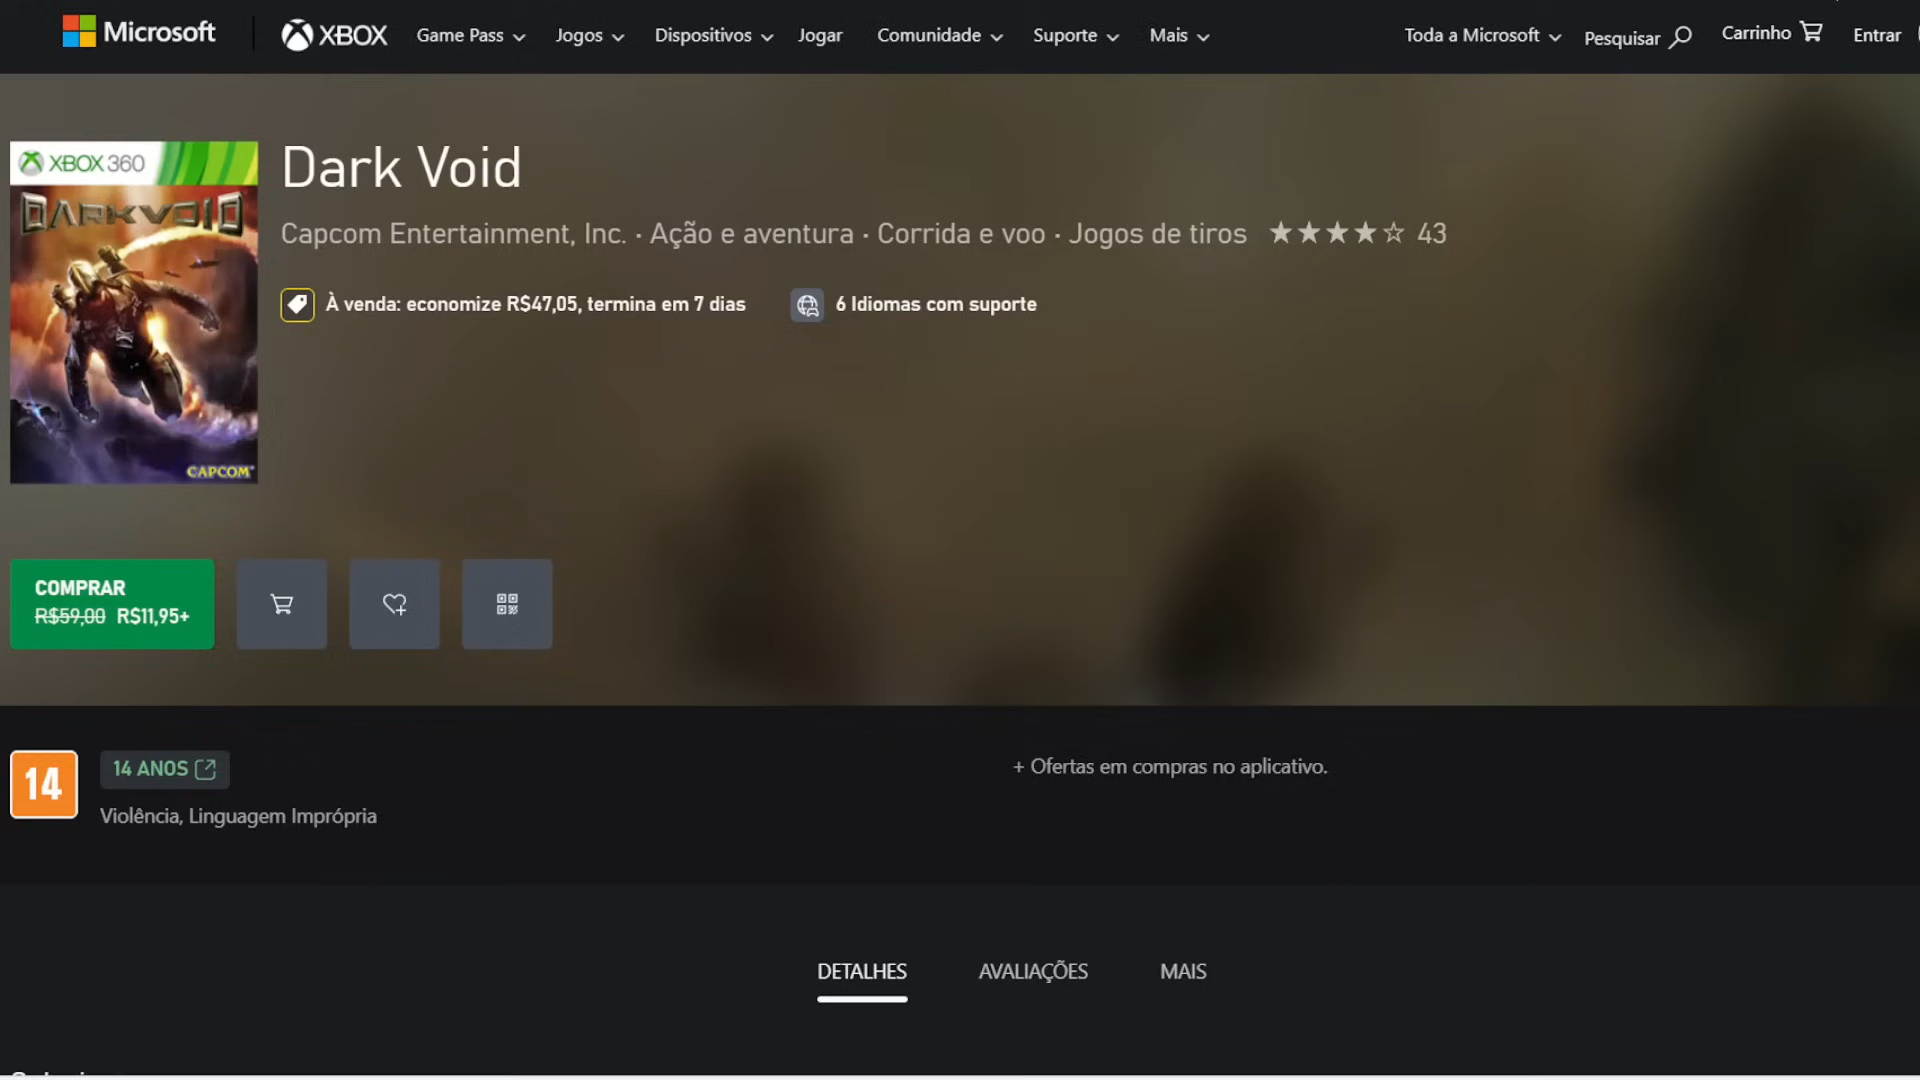 Microsoft
XBOX
Game Pass
Jogos
Dispositivos
Jogar
Comunidade
Suporte
Mais
Toda a Microsoft
Pesquisar
Carrinho
Entrar
XBOX 360
DARKVOID
CAPCOM
Dark Void
Capcom Entertainment, Inc. · Ação e aventura · Corrida e voo · Jogos de tiros ★★★★☆ 43
À venda: economize R$47,05, termina em 7 dias
6 Idiomas com suporte
COMPRAR
R$59,00 R$11,95+
14
14 ANOS
Violência, Linguagem Imprópria
+ Ofertas em compras no aplicativo.
DETALHES
AVALIAÇÕES
MAIS